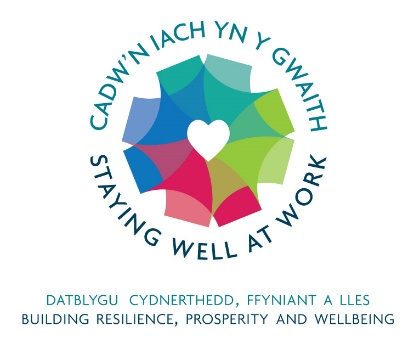 CADW'N IACH YN Y GWAITH
STAYING WELL AT WORK
DATBLYGU CYDNERTHEDD, FFYNIANT A LLES
BUILDING RESILIENCE, PROSPERITY AND WELLBEING